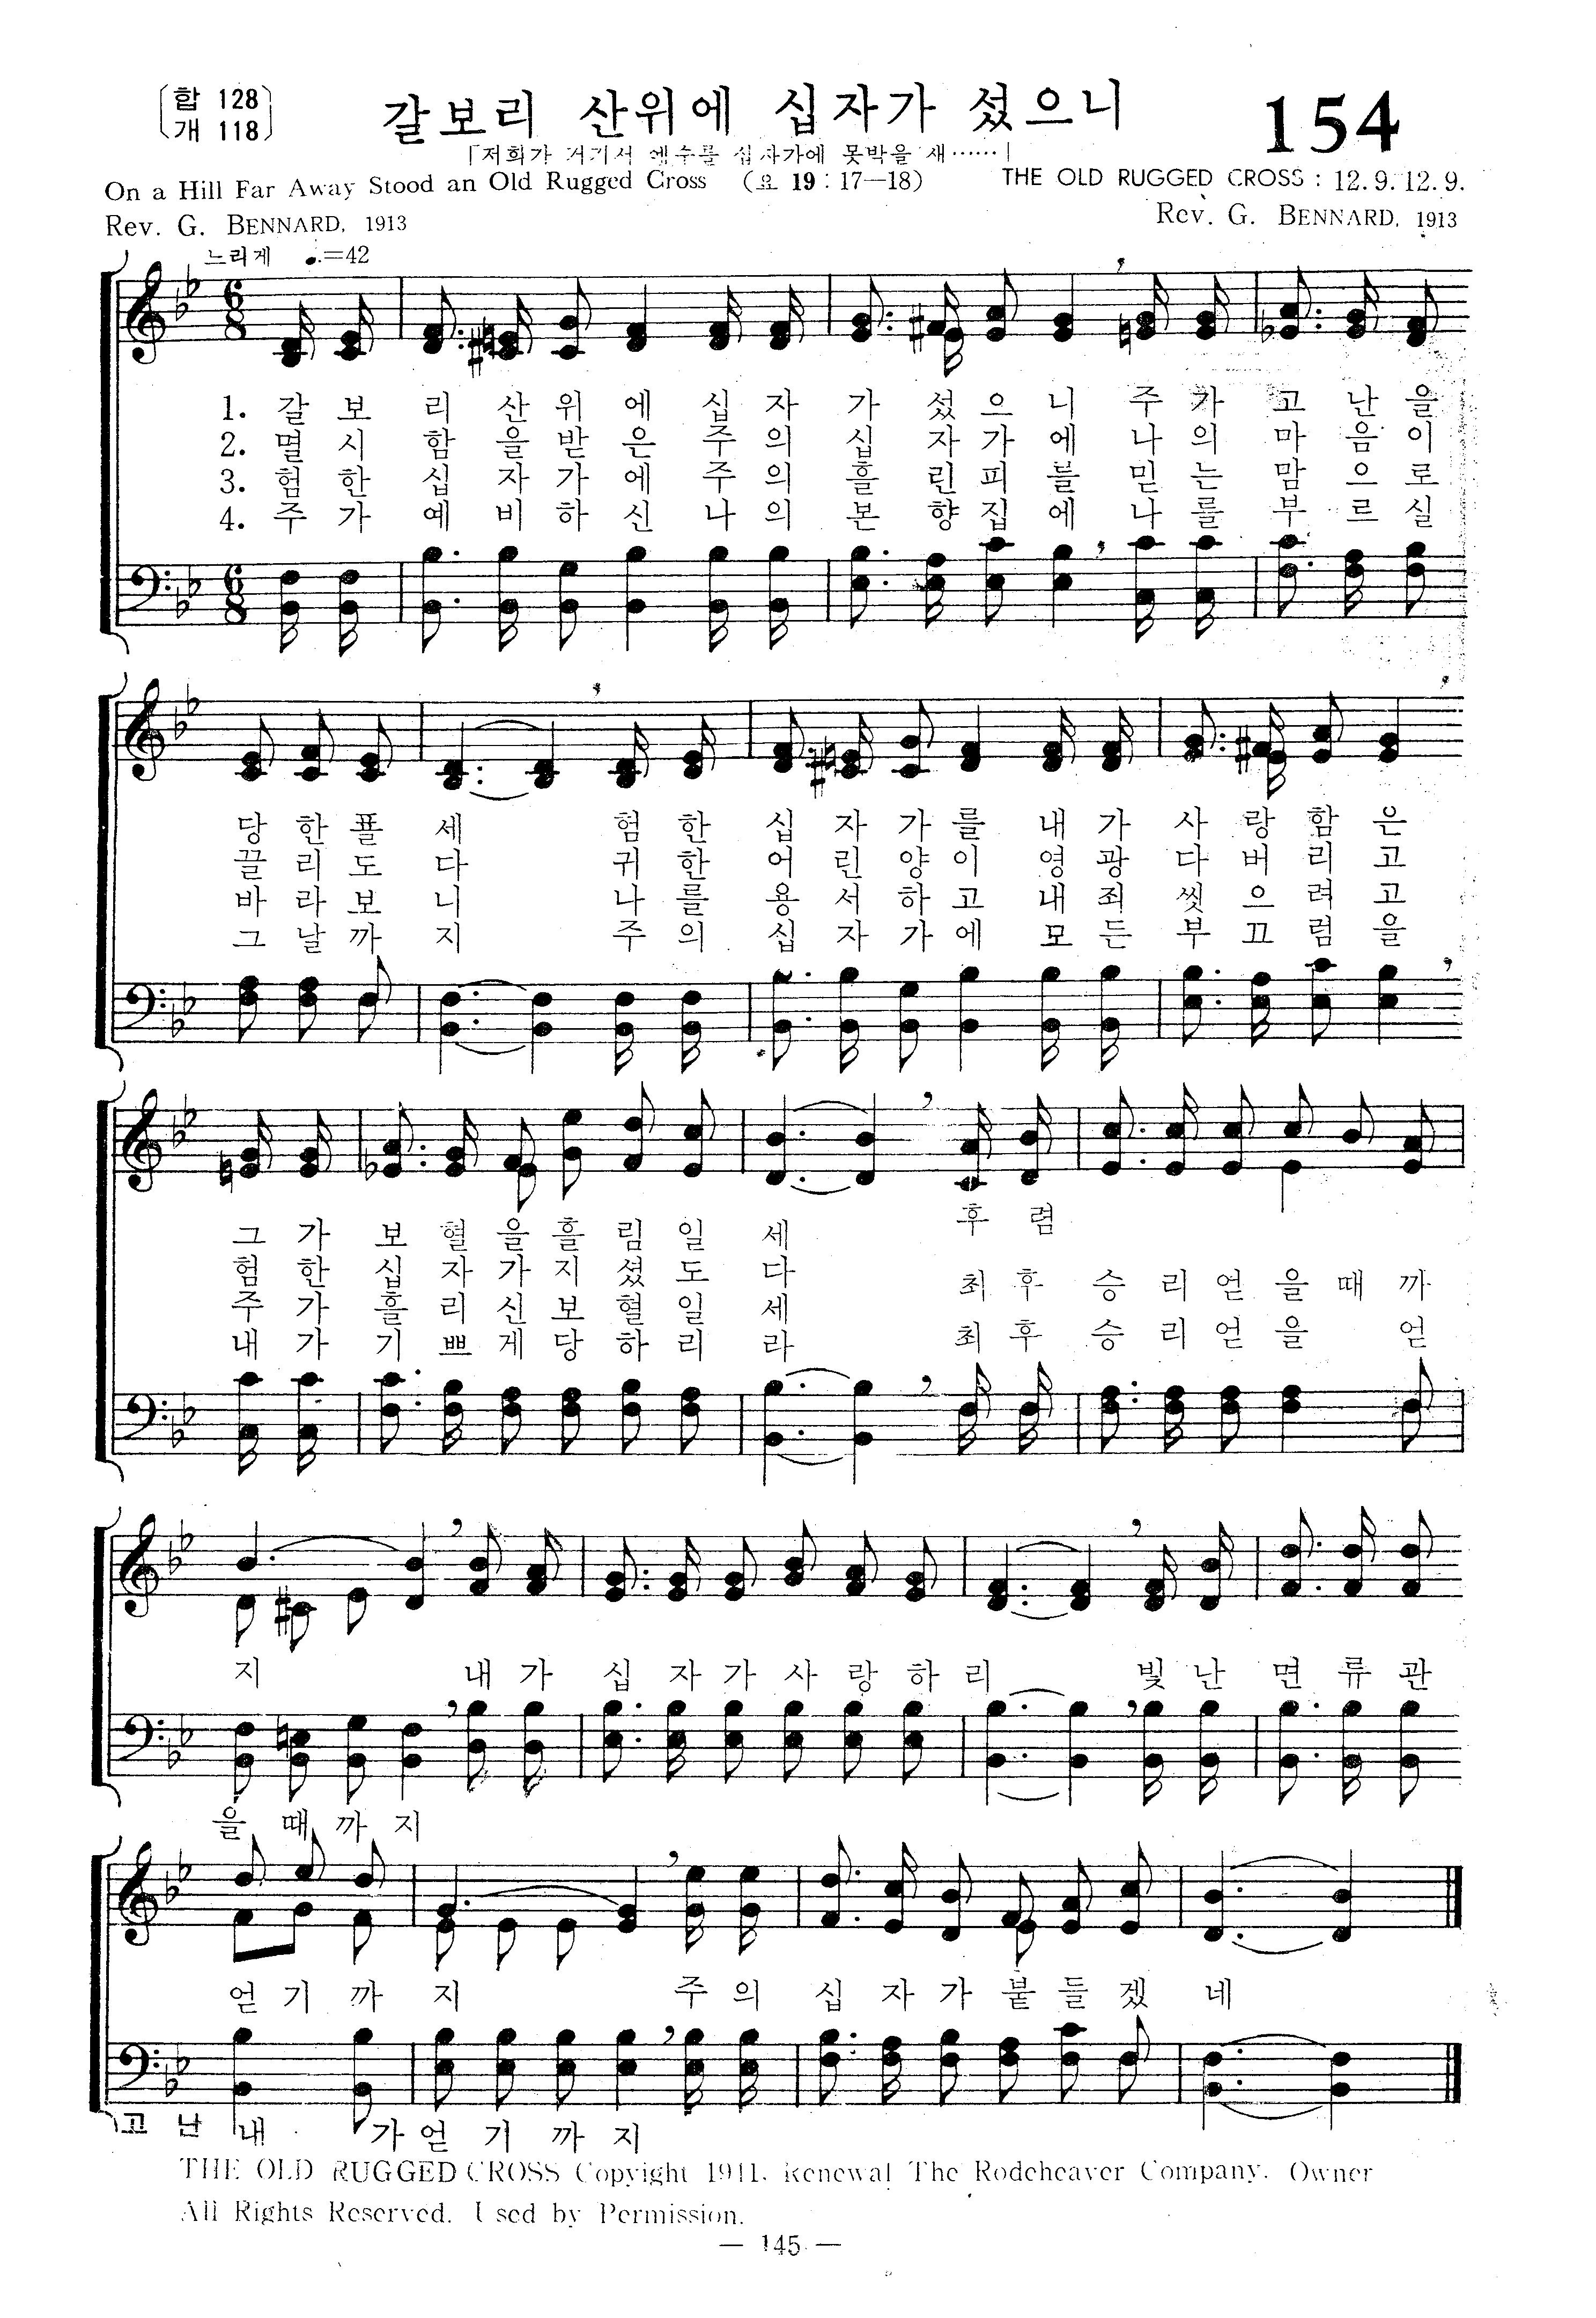 합 128
개 118
갈보리 산위에 십자가 섰으니
154
「저희가 거기서 예수를 십자가에 못박을새……」
On a Hill Far Away Stood an Old Rugged Cross (요 19 : 17—18) THE OLD RUGGED CROSS : 12. 9. 12. 9.
Rev. G. BENNARD, 1913 Rev. G. BENNARD, 1913
느리게 ♩.=42
6 8
1. 갈 보 리 산 위 에 십 자 가 섰 으 니 주 가 고 난 을
2. 멸 시 함 을 받 은 주 의 십 자 가 에 나 의 마 음 이
3. 험 한 십 자 가 에 주 의 흘 린 피 를 믿 는 맘 으 로
4. 주 가 예 비 하 신 나 의 본 향 집 에 나 를 부 르 실
6 8
당 한 푤 세 험 한 십 자 가 를 내 가 사 랑 함 은
끌 리 도 다 귀 한 어 린 양 이 영 광 다 버 리 고
바 라 보 니 나 를 용 서 하 고 내 죄 씻 으 려 고
그 날 까 지 주 의 십 자 가 에 모 든 부 끄 럼 을
후 렴
그 가 보 혈 을 흘 림 일 세
험 한 십 자 가 지 셨 도 다 최 후 승 리 얻 을 때 까
주 가 흘 리 신 보 혈 일 세
내 가 기 쁘 게 당 하 리 라 최 후 승 리 얻 을 얻
지 내 가 십 자 가 사 랑 하 리 빛 난 면 류 관
을 때 까 지
얻 기 까 지 주 의 십 자 가 붙 들 겠 네
고 난 내 가 얻 기 까 지
THE OLD RUGGED CROSS Copyright 1941. Renewal The Rodeheaver Company. Owner
All Rights Reserved. Used by Permission.
— 145 —